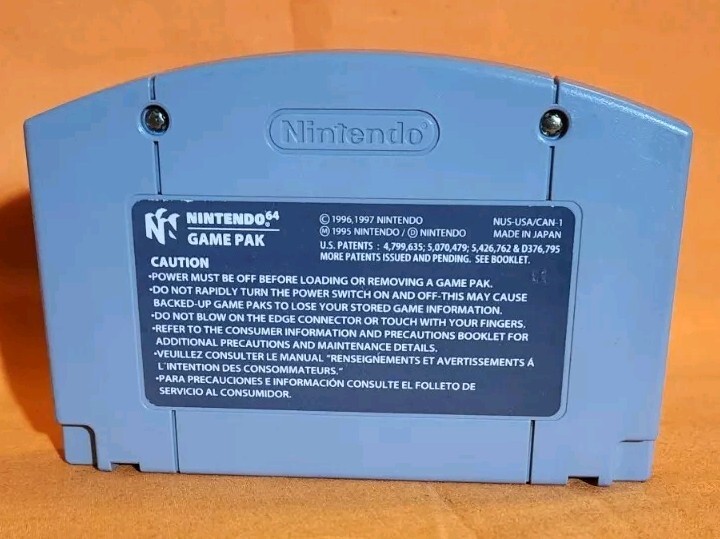 Nintendo®
NINTENDO⁶⁴
GAME PAK
© 1996,1997 NINTENDO
Ⓜ 1995 NINTENDO / Ⓓ NINTENDO
NUS-USA/CAN-1
MADE IN JAPAN
U.S. PATENTS : 4,799,635; 5,070,479; 5,426,762 & D376,795
MORE PATENTS ISSUED AND PENDING. SEE BOOKLET.
CAUTION
•POWER MUST BE OFF BEFORE LOADING OR REMOVING A GAME PAK.
•DO NOT RAPIDLY TURN THE POWER SWITCH ON AND OFF-THIS MAY CAUSE
BACKED-UP GAME PAKS TO LOSE YOUR STORED GAME INFORMATION.
•DO NOT BLOW ON THE EDGE CONNECTOR OR TOUCH WITH YOUR FINGERS.
•REFER TO THE CONSUMER INFORMATION AND PRECAUTIONS BOOKLET FOR
ADDITIONAL PRECAUTIONS AND MAINTENANCE DETAILS.
•VEUILLEZ CONSULTER LE MANUAL "RENSEIGNEMENTS ET AVERTISSEMENTS Á
L'INTENTION DES CONSOMMATEURS."
•PARA PRECAUCIONES E INFORMACIÓN CONSULTE EL FOLLETO DE
SERVICIO AL CONSUMIDOR.